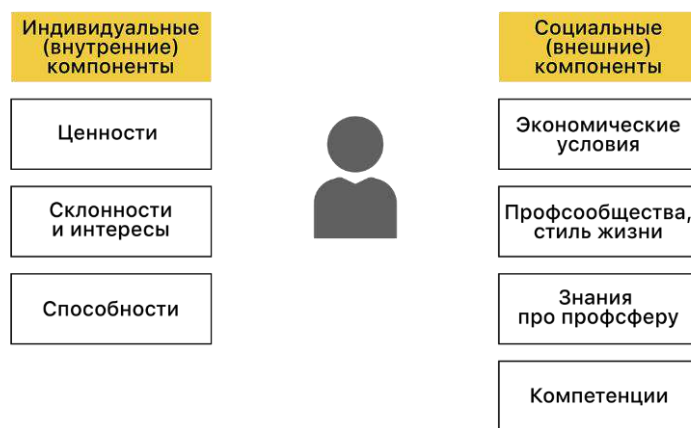 Индивидуальные
(внутренние)
компоненты
Ценности
Склонности
и интересы
Способности
Социальные
(внешние)
компоненты
Экономические
условия
Профсообщества,
стиль жизни
Знания
про профсферу
Компетенции